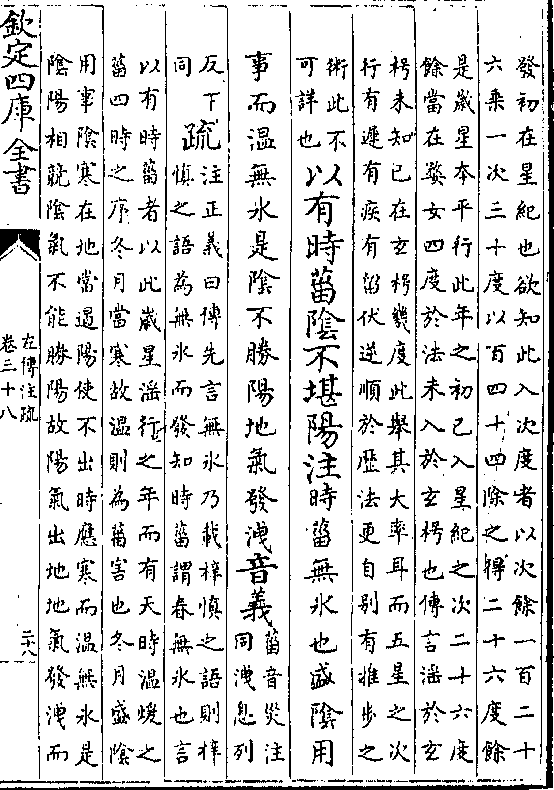 發初在星紀也欲知此入次度者以次餘一百二十
六乘一次三十度以百四十四除之得二十六度餘
是歲星本平行此年之初已入星紀之次二十六度
餘當在婺女四度於法未入於玄枵也傳言淫於玄
枵未知已在玄枵幾度此舉其大率耳而五星之次
行有遲有疾有留伏逆順於歷法更自别有推步之
術此不
可詳也
以有時菑陰不堪陽注時菑無氷也盛陰用
事而温無氷是陰不勝陽地氣發洩音義
菑音災注
同洩息列
反下
同
疏
注正義曰傳先言無氷乃載梓慎之語則梓
慎之語為無氷而發知時菑謂春無氷也言
以有時菑者以此歲星淫行之年而有天時温煖之
菑四時之序冬月當寒故温則為菑害也冬月盛陰
用事陰寒在地當遏陽使不出時應寒而温無氷是
陰陽相競陰氣不能勝陽故陽氣出地地氣發洩而
欽定四庫全書
左傳注疏
卷三十八
二十八